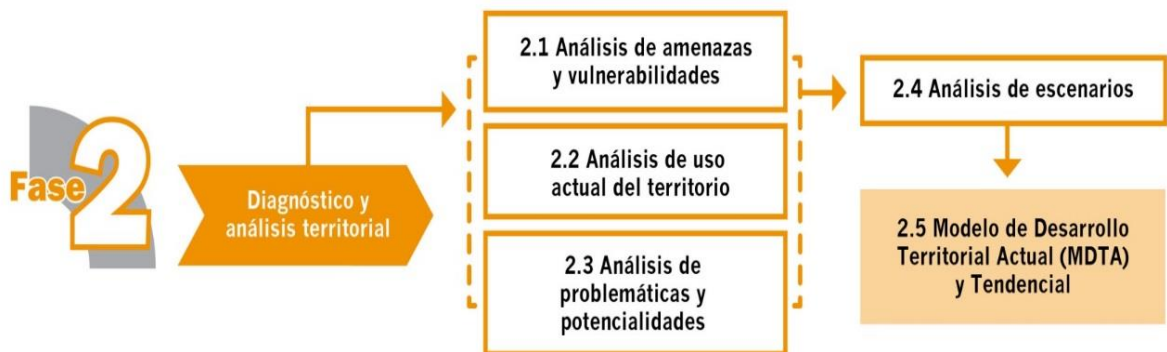 Fase 2
Diagnóstico y
análisis territorial
2.1 Análisis de amenazas
y vulnerabilidades
2.2 Análisis de uso
actual del territorio
2.3 Análisis de
problemáticas y
potencialidades
2.4 Análisis de escenarios
2.5 Modelo de Desarrollo
Territorial Actual (MDTA)
y Tendencial